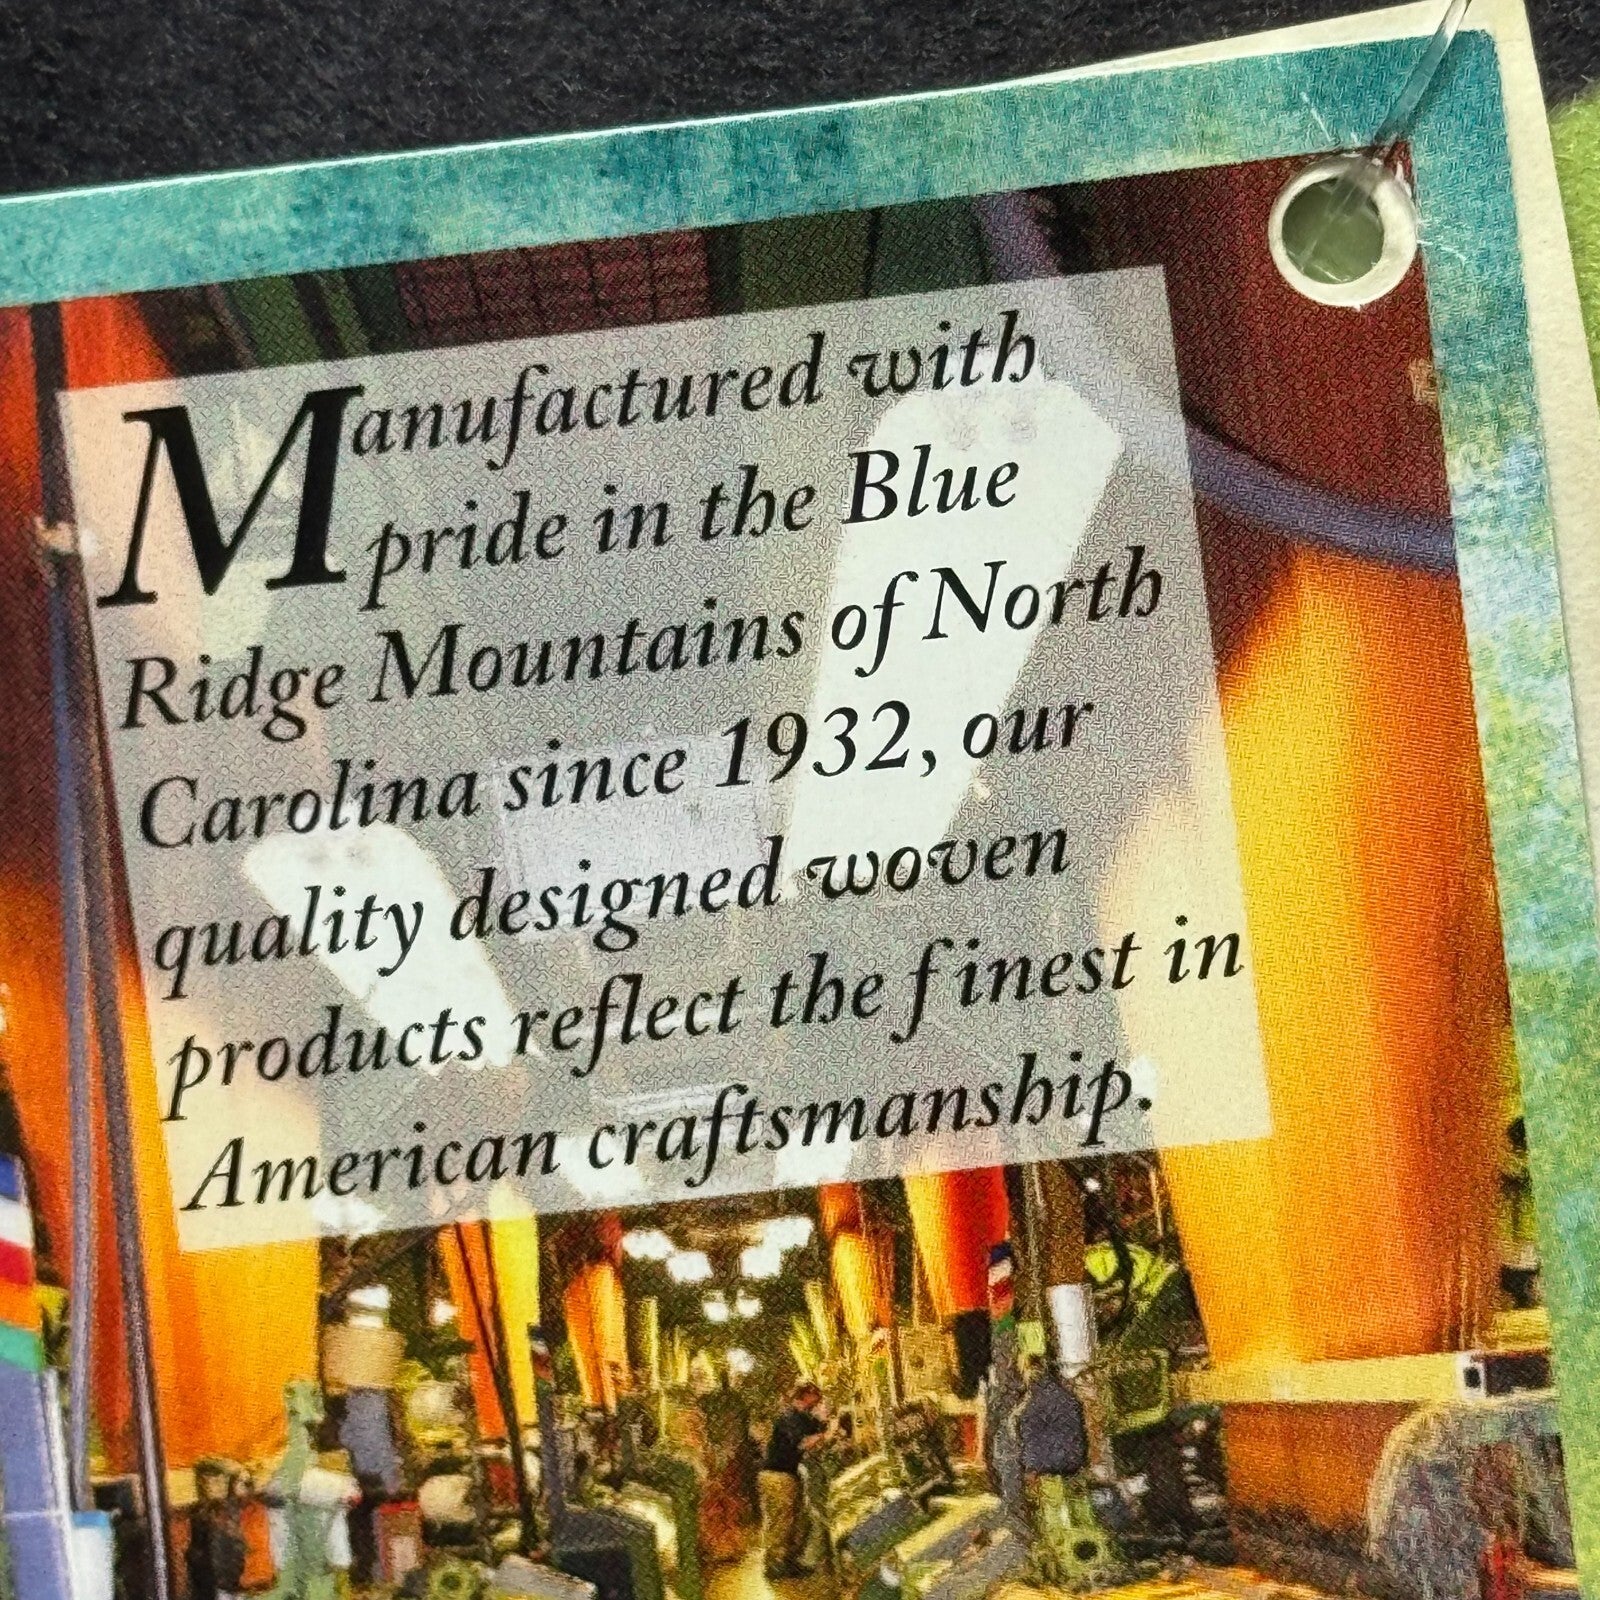 Manufactured with
pride in the Blue
Ridge Mountains of North
Carolina since 1932, our
quality designed woven
products reflect the finest in
American craftsmanship.